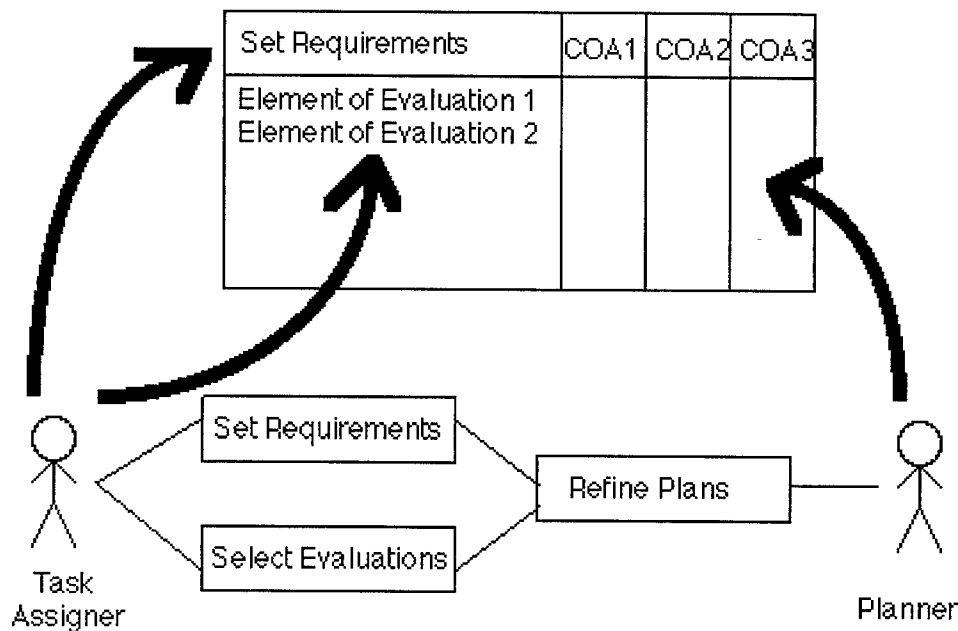 Set Requirements COA1 COA2 COA3
Element of Evaluation 1
Element of Evaluation 2
Set Requirements
Refine Plans
Select Evaluations
Task
Assigner
Planner